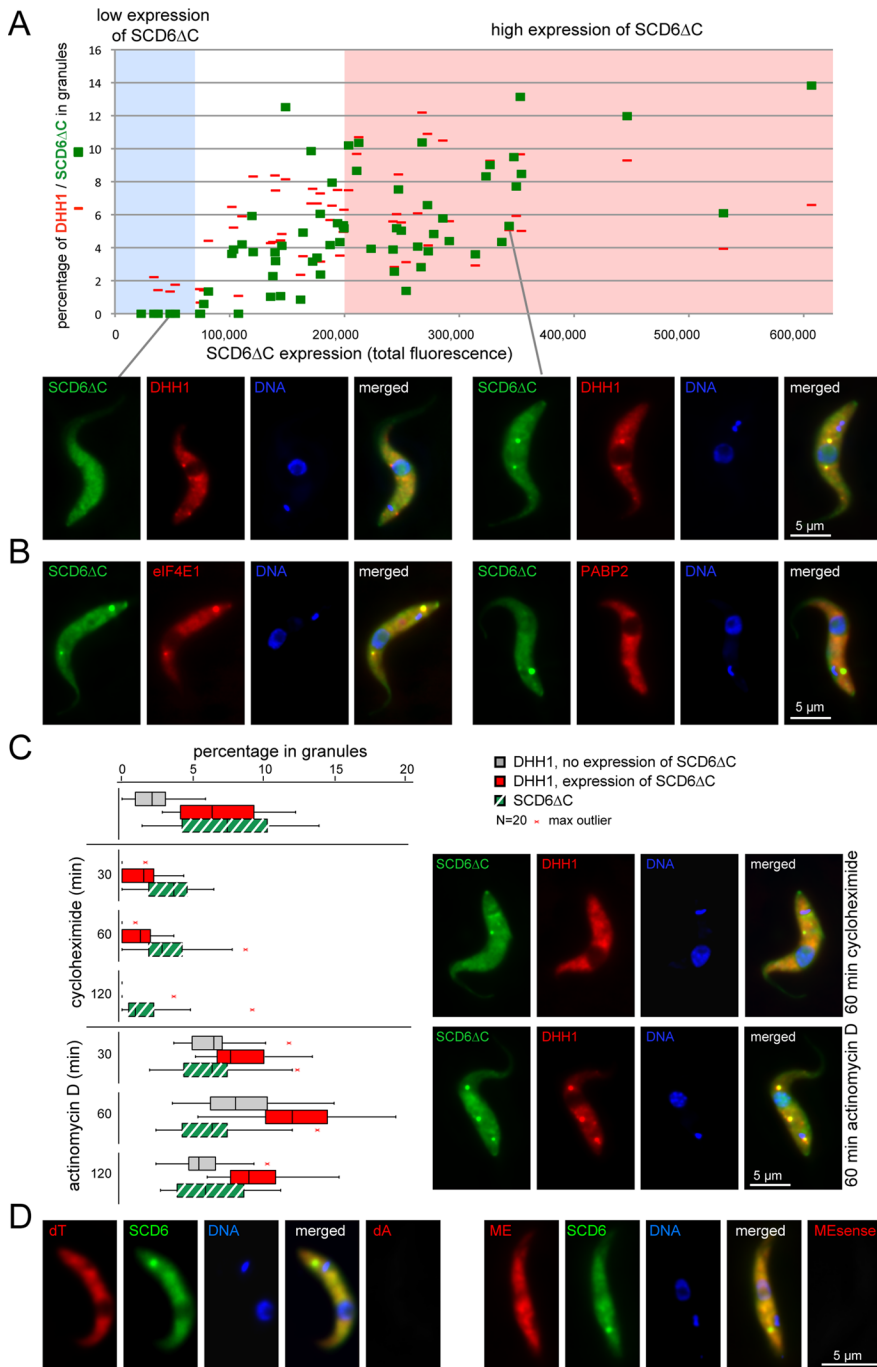 A
low expression
of SCD6ΔC
high expression of SCD6ΔC
percentage of DHH1 / SCD6ΔC in granules
16
14
12
10
8
6
4
2
0
0 100,000 200,000 300,000 400,000 500,000 600,000
SCD6ΔC expression (total fluorescence)
SCD6ΔC DHH1 DNA merged SCD6ΔC DHH1 DNA merged
5 µm
B
SCD6ΔC eIF4E1 DNA merged SCD6ΔC PABP2 DNA merged
5 µm
C
percentage in granules
0 5 10 15 20
DHH1, no expression of SCD6ΔC
DHH1, expression of SCD6ΔC
SCD6ΔC
N=20 × max outlier
cycloheximide (min)
30
60
120
actinomycin D (min)
30
60
120
SCD6ΔC DHH1 DNA merged
60 min cycloheximide
SCD6ΔC DHH1 DNA merged
5 µm
60 min actinomycin D
D
dT SCD6 DNA merged dA ME SCD6 DNA merged MEsense
5 µm